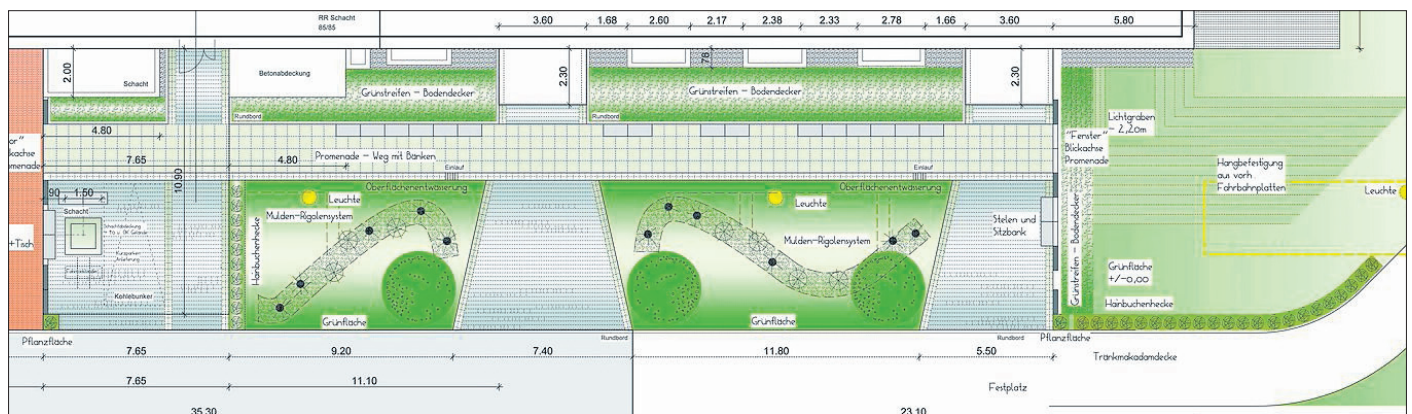 RR Schacht
85/85
3.60
1.68
2.60
2.17
2.38
2.33
2.78
1.66
3.60
5.80
2.00
Schacht
Betonabdeckung
Grünstreifen - Bodendecker
2.30
78
Grünstreifen - Bodendecker
2.30
Rundbord
Rundbord
Lichtgraben
- 2,20m
or"
ickachse
omenade
4.80
7.65
10.90
4.80
Promenade - Weg mit Bänken
Einlauf
Einlauf
"Fenster"
Blickachse
Promenade
Hangbefestigung
aus vorh.
Fahrbahnplatten
90
1.50
Schacht
Oberflächenentwässerung
Oberflächenentwässerung
Leuchte
Leuchte
Leuchte
Mulden-Rigolensystem
Mulden-Rigolensystem
Stelen und
Sitzbank
+Tisch
Hainbuchenhecke
Grünstreifen - Bodendecker
Kohlebunker
Grünfläche
+/-0,00
Hainbuchenhecke
Grünfläche
Grünfläche
Pflanzfläche
Rundbord
Rundbord
Pflanzfläche
7.65
9.20
7.40
11.80
5.50
Tränkmakadamdecke
7.65
11.10
Festplatz
35.30
23.10